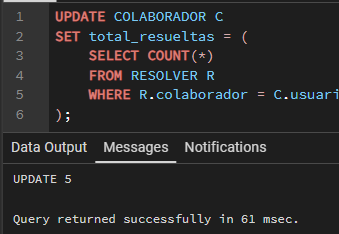 1 UPDATE COLABORADOR C
2 SET total_resueltas = (
3 SELECT COUNT(*)
4 FROM RESOLVER R
5 WHERE R.colaborador = C.usuari
6 );
Data Output Messages Notifications
UPDATE 5
Query returned successfully in 61 msec.